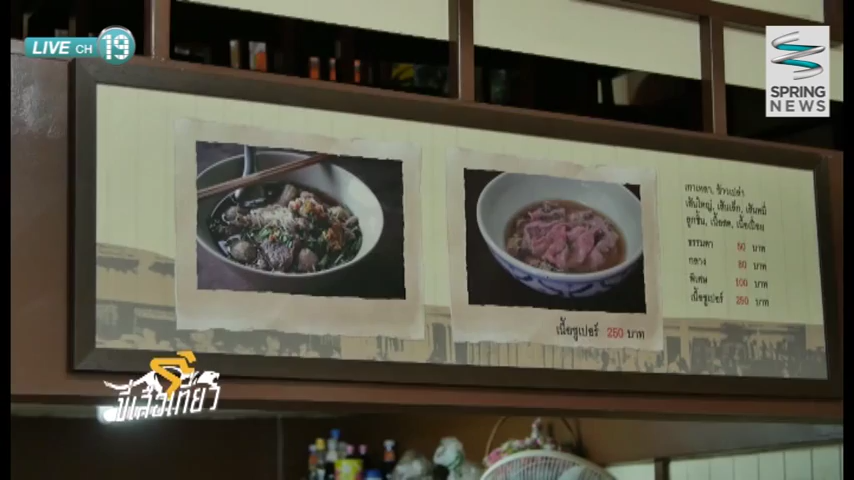 LIVE CH 19
SPRING
NEWS
เกาเหลา, ข้าวเปล่า
เส้นใหญ่, เส้นเล็ก, เส้นหมี่
ลูกชิ้น, เนื้อสด, เนื้อเปื่อย
ธรรมดา 50 บาท
กลาง 80 บาท
พิเศษ 100 บาท
เนื้อซูเปอร์ 250 บาท
เนื้อซูเปอร์ 250 บาท
ขี่เสือเที่ยว